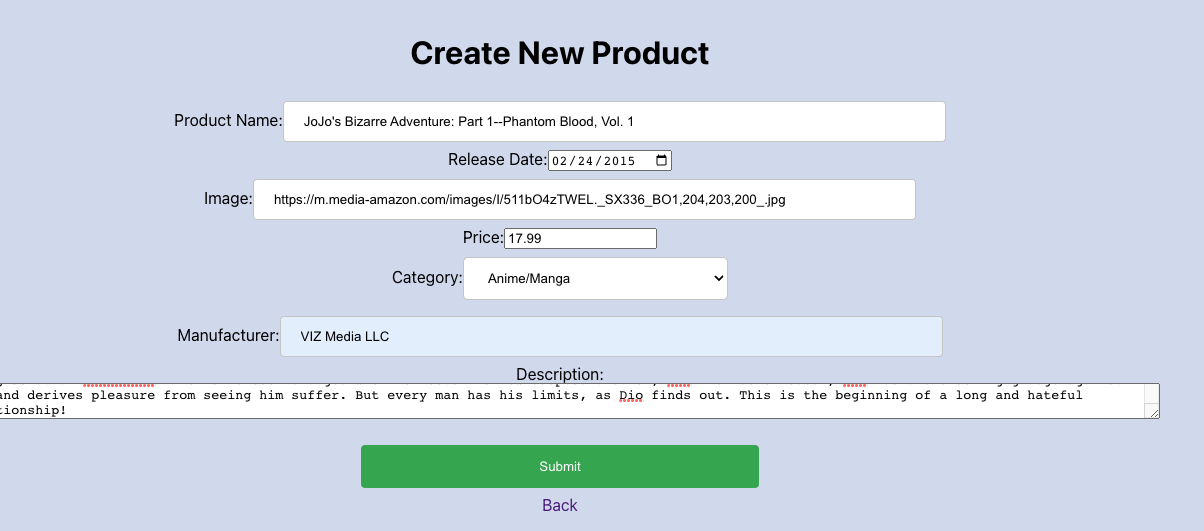 Create New Product
Product Name: JoJo's Bizarre Adventure: Part 1--Phantom Blood, Vol. 1
Release Date: 02/24/2015
Image: https://m.media-amazon.com/images/I/511bO4zTWEL._SX336_BO1,204,203,200_.jpg
Price: 17.99
Category: Anime/Manga
Manufacturer: VIZ Media LLC
Description:
and derives pleasure from seeing him suffer. But every man has his limits, as Dio finds out. This is the beginning of a long and hateful
tionship!
Submit
Back